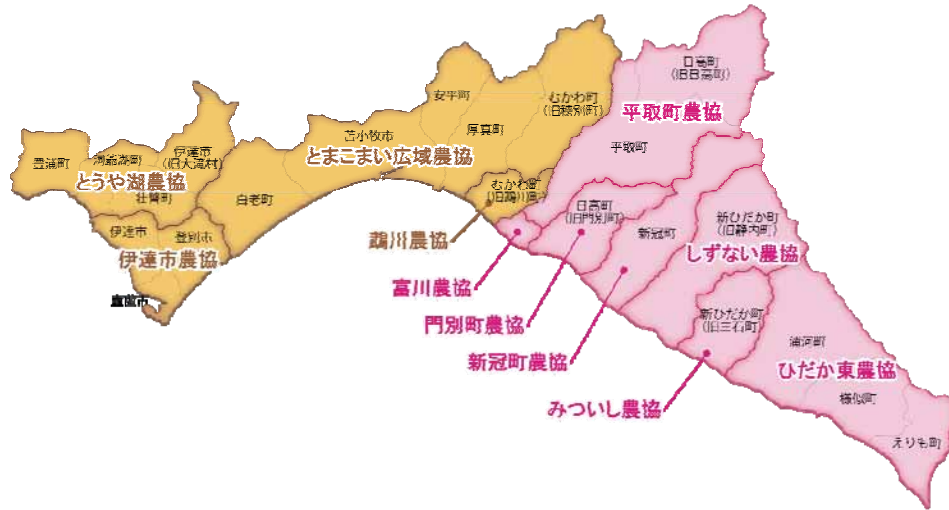 日高町
(旧日高町)
平取町農協
平取町
安平町
むかわ町
(旧穂別町)
厚真町
苫小牧市
とまこまい広域農協
白老町
伊達市
(旧大滝村)
洞爺湖町
豊浦町
とうや湖農協
壮瞥町
伊達市
登別市
伊達市農協
室蘭市
むかわ町
(旧鵡川町)
鵡川農協
日高町
(旧門別町)
富川農協
門別町農協
新冠町
新冠町農協
新ひだか町
(旧静内町)
しずない農協
新ひだか町
(旧三石町
みついし農協
浦河町
ひだか東農協
様似町
えりも町